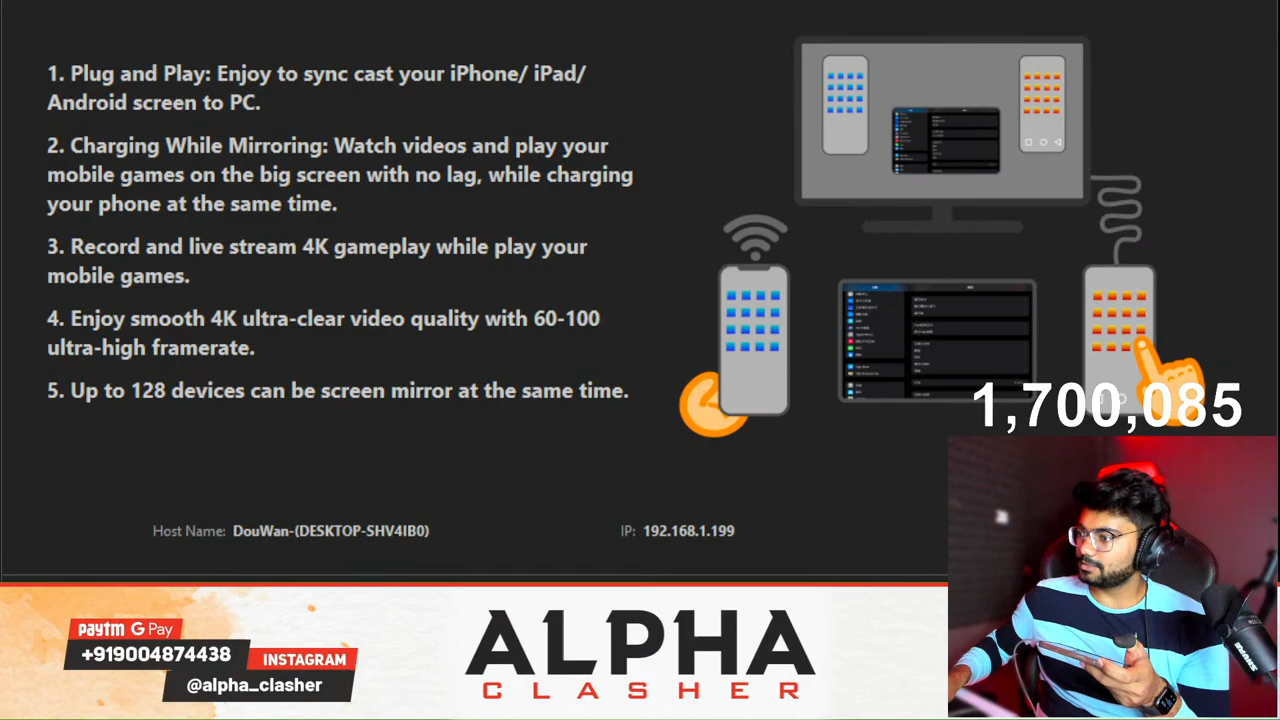 1. Plug and Play: Enjoy to sync cast your iPhone/ iPad/
Android screen to PC.
2. Charging While Mirroring: Watch videos and play your
mobile games on the big screen with no lag, while charging
your phone at the same time.
3. Record and live stream 4K gameplay while play your
mobile games.
4. Enjoy smooth 4K ultra-clear video quality with 60-100
ultra-high framerate.
5. Up to 128 devices can be screen mirror at the same time.
1,700,085
Host Name: DouWan-(DESKTOP-SHV4IB0)
IP: 192.168.1.199
paytm G Pay
+919004874438
INSTAGRAM
@alpha_clasher
ALPHA
CLASHER
SHURE